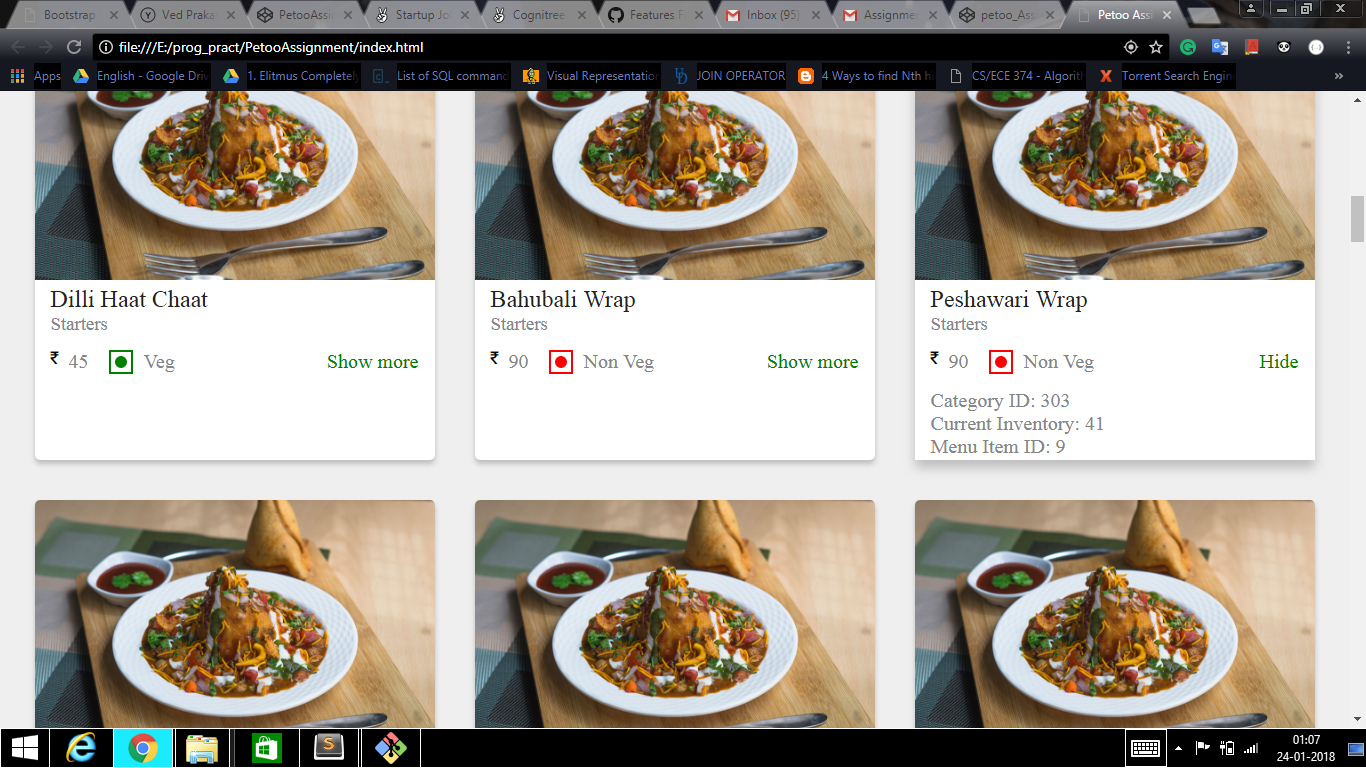 Bootstrap
Ved Praka
PetooAssi
Startup Jo
Cognitree
Features F
Inbox (95)
Assignme
petoo_Ass
Petoo Ass
file:///E:/prog_pract/PetooAssignment/index.html
Apps
English - Google Driv
1. Elitmus Completely
List of SQL command
Visual Representation
JOIN OPERATOR
4 Ways to find Nth h
CS/ECE 374 - Algorit
Torrent Search Engin
»
Dilli Haat Chaat
Starters
₹ 45 Veg Show more
Bahubali Wrap
Starters
₹ 90 Non Veg Show more
Peshawari Wrap
Starters
₹ 90 Non Veg Hide
Category ID: 303
Current Inventory: 41
Menu Item ID: 9
01:07
24-01-2018